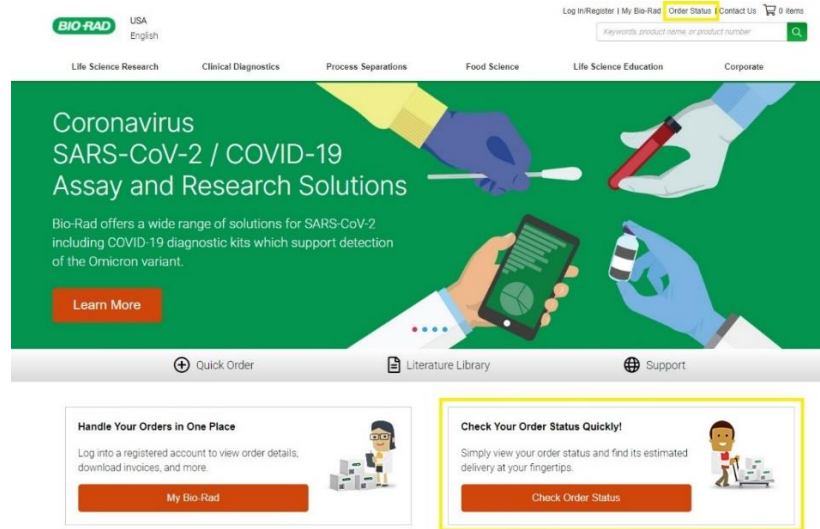 Log In/Register | My Bio-Rad Order Status | Contact Us 0 items
BIO-RAD
USA
English
Keywords, product name, or product number
Life Science Research Clinical Diagnostics Process Separations Food Science Life Science Education Corporate
Coronavirus
SARS-CoV-2 / COVID-19
Assay and Research Solutions
Bio-Rad offers a wide range of solutions for SARS-CoV-2
including COVID-19 diagnostic kits which support detection
of the Omicron variant.
Learn More
Quick Order Literature Library Support
Handle Your Orders in One Place
Log into a registered account to view order details,
download invoices, and more.
My Bio-Rad
Check Your Order Status Quickly!
Simply view your order status and find its estimated
delivery at your fingertips.
Check Order Status